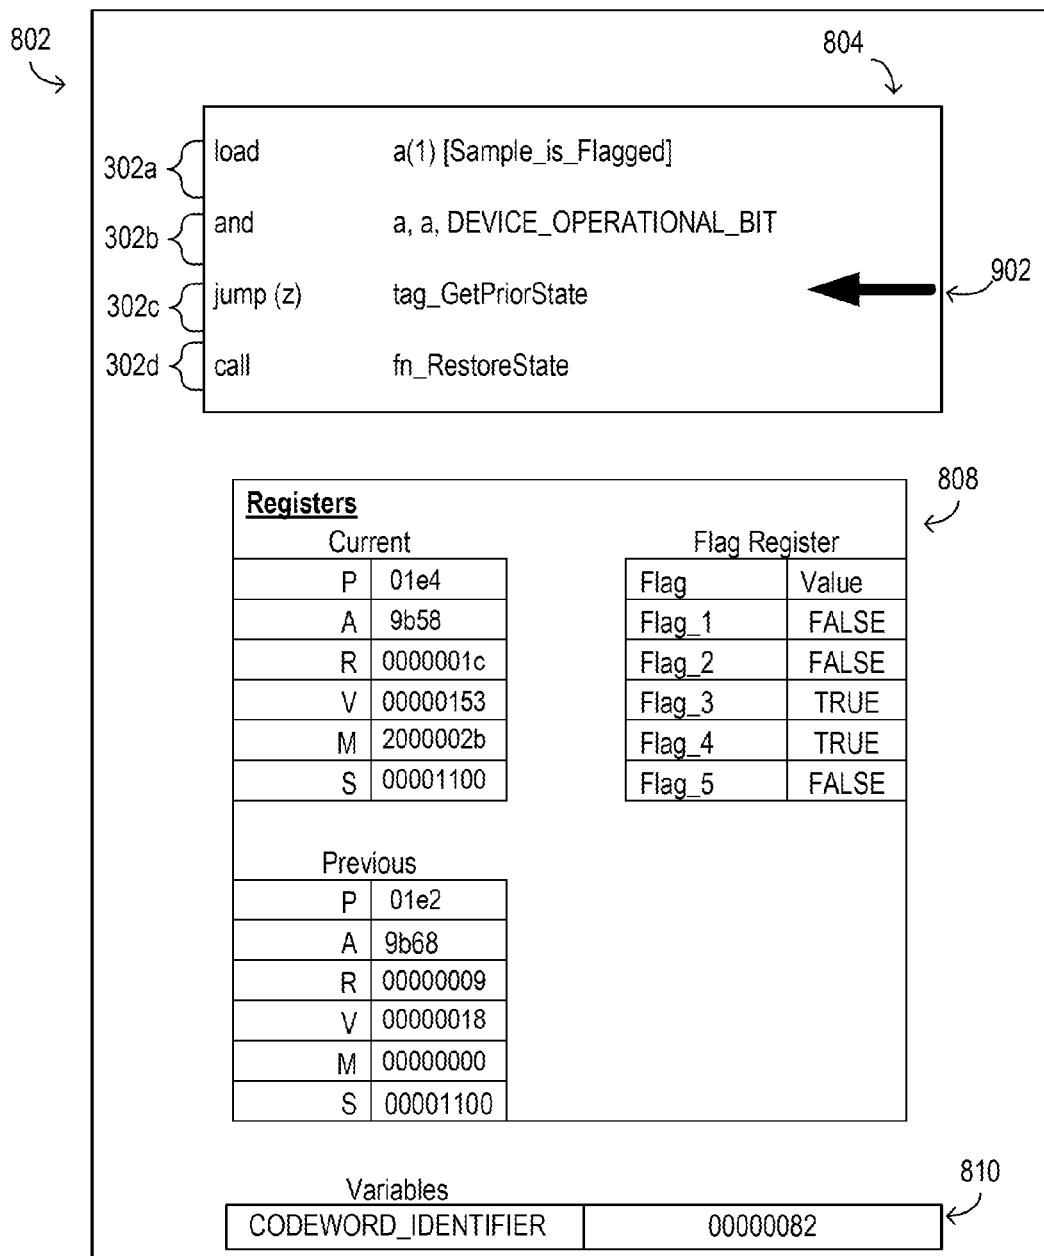 802
804
302a load a(1) [Sample_is_Flagged]
302b and a, a, DEVICE_OPERATIONAL_BIT
302c jump (z) tag_GetPriorState
902
302d call fn_RestoreState
808
Registers
Current Flag Register
P 01e4 Flag Value
A 9b58 Flag_1 FALSE
R 0000001c Flag_2 FALSE
V 00000153 Flag_3 TRUE
M 2000002b Flag_4 TRUE
S 00001100 Flag_5 FALSE
Previous
P 01e2
A 9b68
R 00000009
V 00000018
M 00000000
S 00001100
Variables
810
CODEWORD_IDENTIFIER 00000082